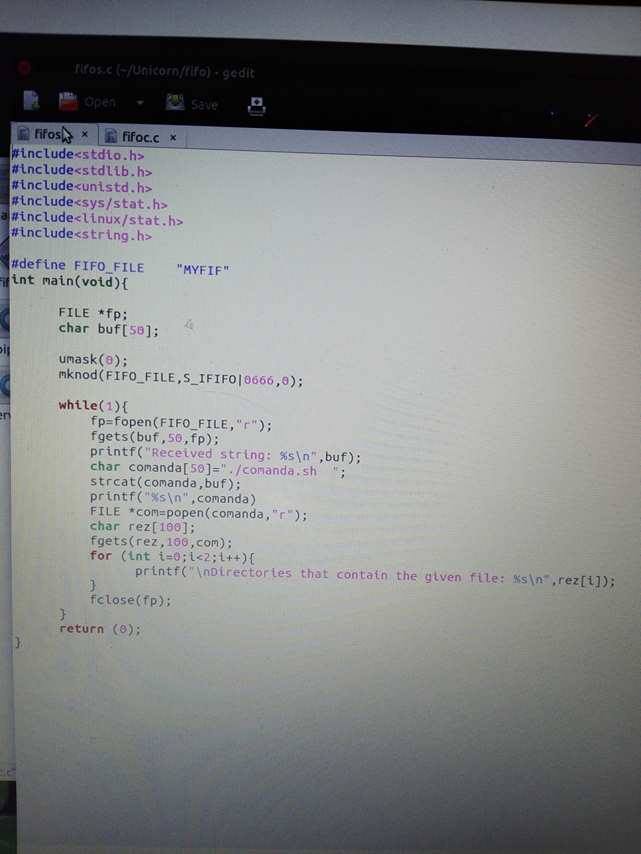 fifos.c (~/Unicorn/fifo) - gedit
Open Save
fifos × fifoc.c ×
#include<stdio.h>
#include<stdlib.h>
#include<unistd.h>
#include<sys/stat.h>
#include<linux/stat.h>
#include<string.h>
#define FIFO_FILE "MYFIF"
int main(void){
FILE *fp;
char buf[50];
umask(0);
mknod(FIFO_FILE,S_IFIFO|0666,0);
while(1){
fp=fopen(FIFO_FILE,"r");
fgets(buf,50,fp);
printf("Received string: %s\n",buf);
char comanda[50]="./comanda.sh  ";
strcat(comanda,buf);
printf("%s\n",comanda)
FILE *com=popen(comanda,"r");
char rez[100];
fgets(rez,100,com);
for (int i=0;i<2;i++){
printf("\nDirectories that contain the given file: %s\n",rez[i]);
}
fclose(fp);
}
return (0);
}